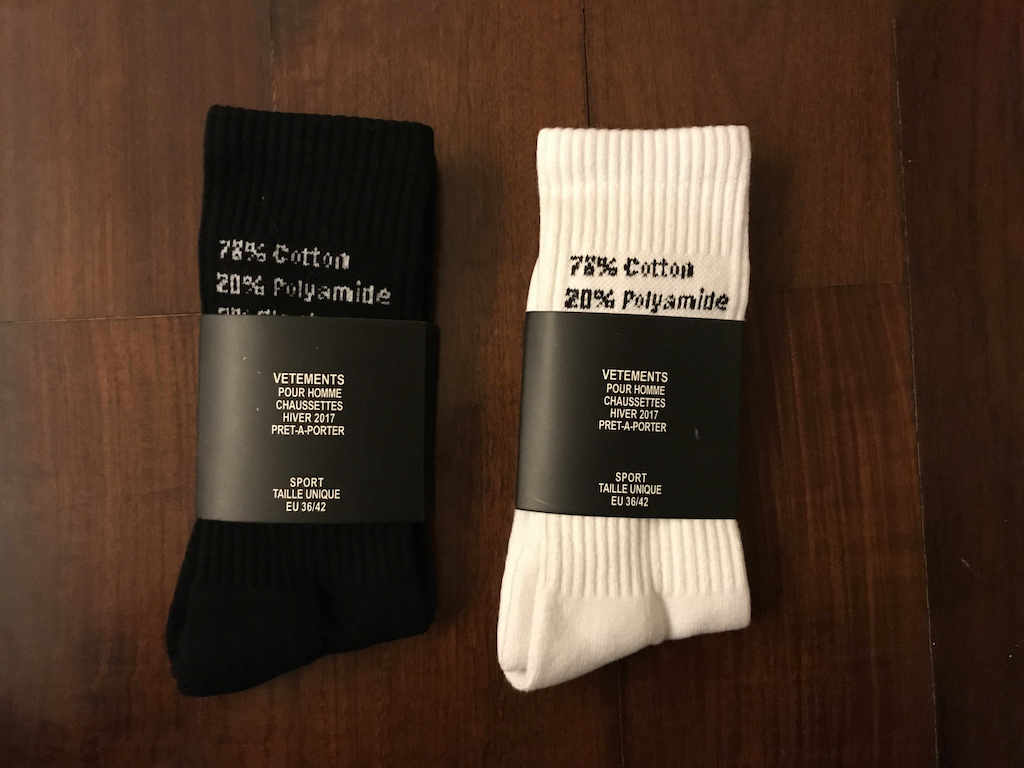 78% Cotton
20% Polyamide
VETEMENTS
POUR HOMME
CHAUSSETTES
HIVER 2017
PRET-A-PORTER
SPORT
TAILLE UNIQUE
EU 36/42
78% Cotton
20% Polyamide
VETEMENTS
POUR HOMME
CHAUSSETTES
HIVER 2017
PRET-A-PORTER
SPORT
TAILLE UNIQUE
EU 36/42